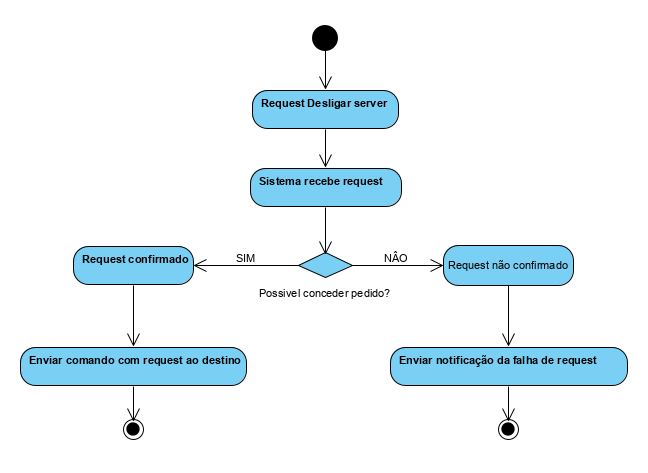 Request Desligar server
Sistema recebe request
SIM
NÂO
Request confirmado
Request não confirmado
Possivel conceder pedido?
Enviar comando com request ao destino
Enviar notificação da falha de request